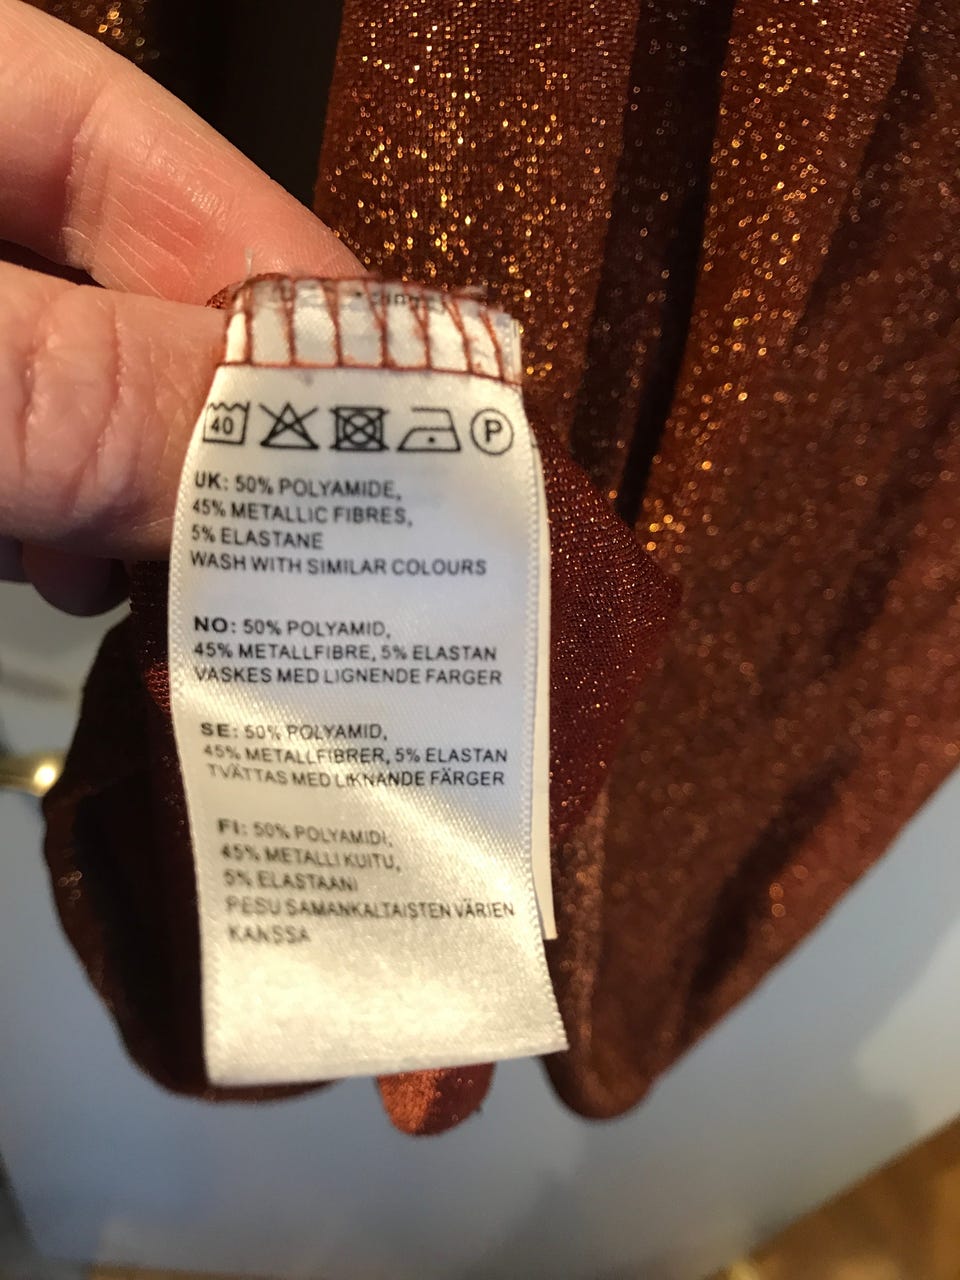 40
P
UK: 50% POLYAMIDE,
45% METALLIC FIBRES,
5% ELASTANE
WASH WITH SIMILAR COLOURS
NO: 50% POLYAMID,
45% METALLFIBRE, 5% ELASTAN
VASKES MED LIGNENDE FARGER
SE: 50% POLYAMID,
45% METALLFIBRER, 5% ELASTAN
TVÄTTAS MED LIKNANDE FÄRGER
FI: 50% POLYAMIDI,
45% METALLI KUITU,
5% ELASTAANI
PESU SAMANKALTAISTEN VÄRIEN
KANSSA